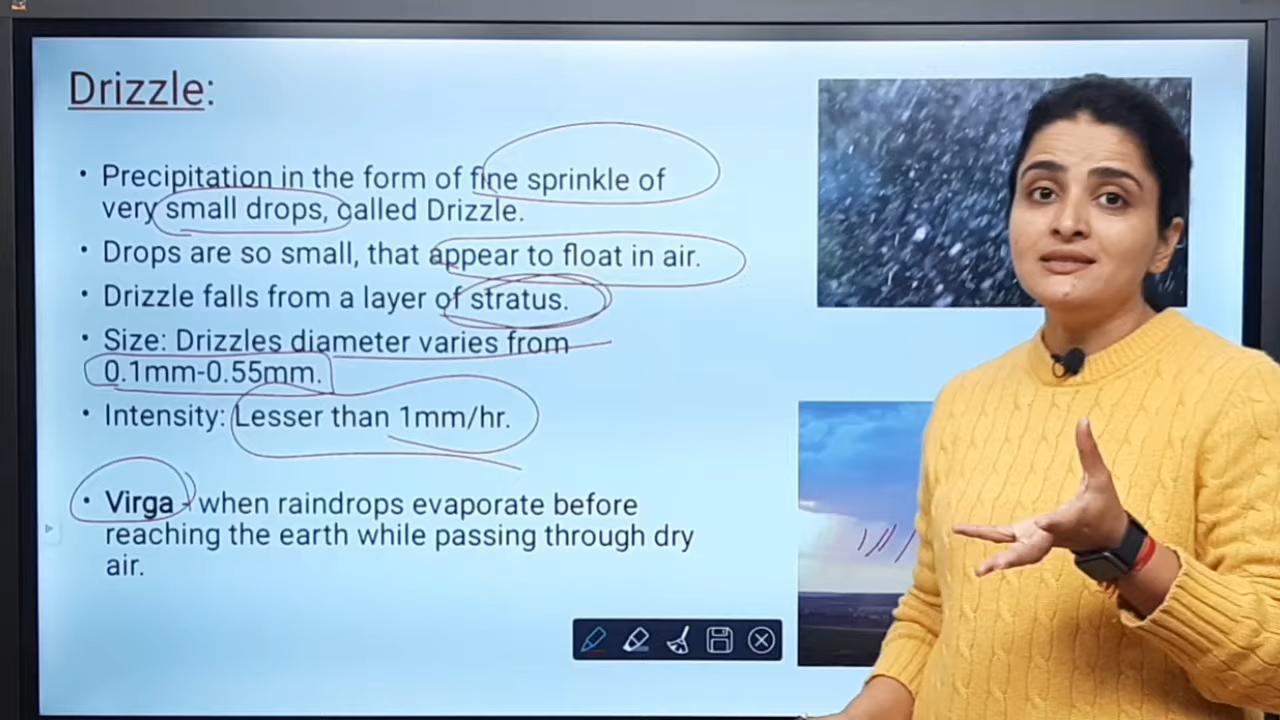 Drizzle:
• Precipitation in the form of fine sprinkle of
very small drops, called Drizzle.
• Drops are so small, that appear to float in air.
• Drizzle falls from a layer of stratus.
• Size: Drizzles diameter varies from
0.1mm-0.55mm.
• Intensity: Lesser than 1mm/hr.
• Virga - when raindrops evaporate before
reaching the earth while passing through dry
air.